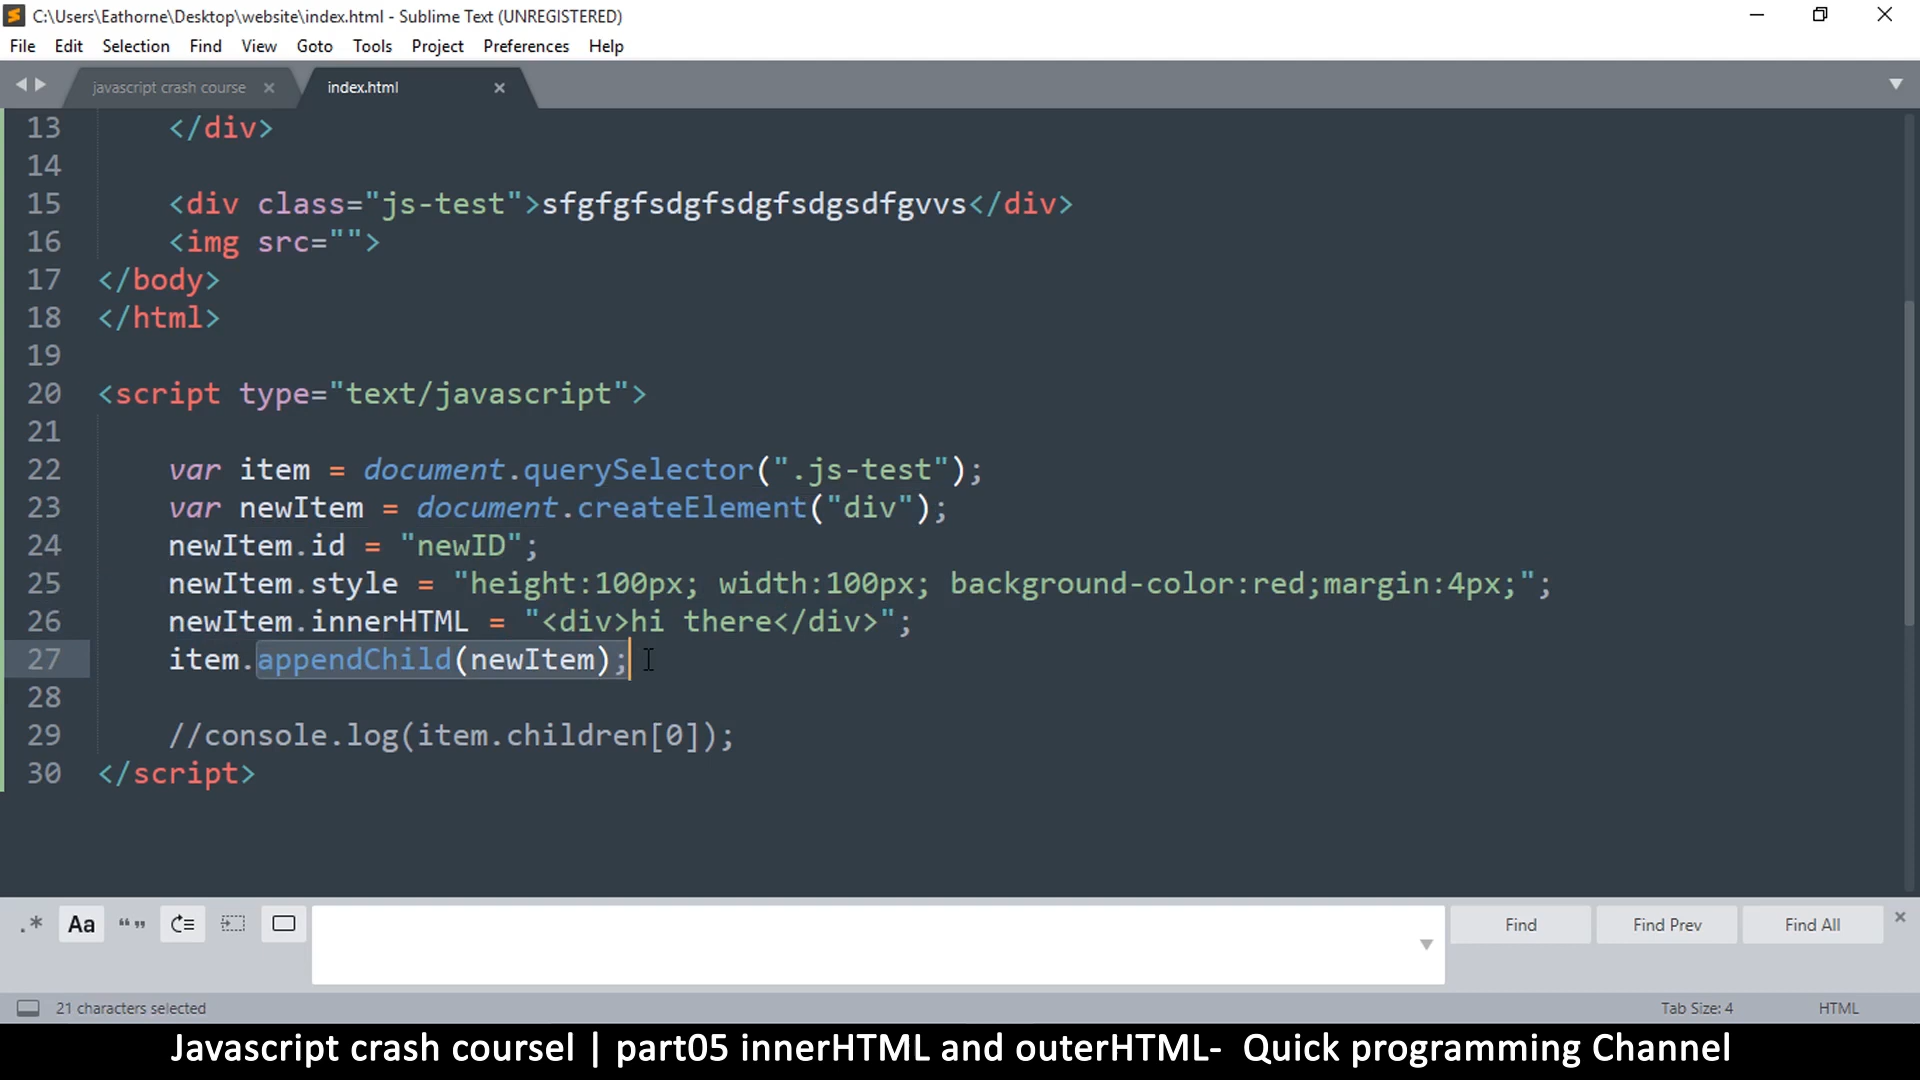 C:\Users\Eathorne\Desktop\website\index.html - Sublime Text (UNREGISTERED)
File Edit Selection Find View Goto Tools Project Preferences Help
javascript crash course index.html
13 </div>
14
15 <div class="js-test">sfgfgfsdgfsdgfsdgsdfgvvs</div>
16 <img src="">
17 </body>
18 </html>
19
20 <script type="text/javascript">
21
22 var item = document.querySelector(".js-test");
23 var newItem = document.createElement("div");
24 newItem.id = "newID";
25 newItem.style = "height:100px; width:100px; background-color:red;margin:4px;";
26 newItem.innerHTML = "<div>hi there</div>";
27 item.appendChild(newItem);
28
29 //console.log(item.children[0]);
30 </script>
.* Aa “” Find Find Prev Find All
21 characters selected Tab Size: 4 HTML
Javascript crash coursel | part05 innerHTML and outerHTML- Quick programming Channel